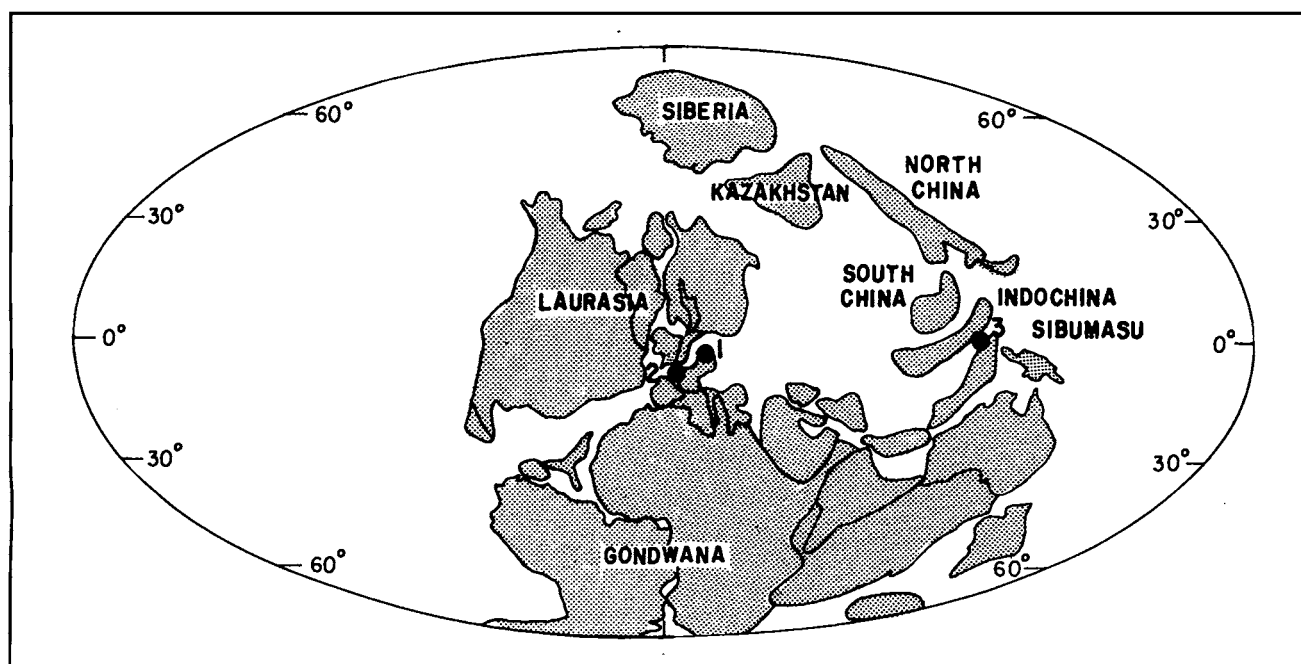 SIBERIA
60°
60°
KAZAKHSTAN
NORTH
CHINA
30°
30°
LAURASIA
SOUTH
CHINA
INDOCHINA
SIBUMASU
0°
0°
1
2
3
30°
30°
GONDWANA
60°
60°